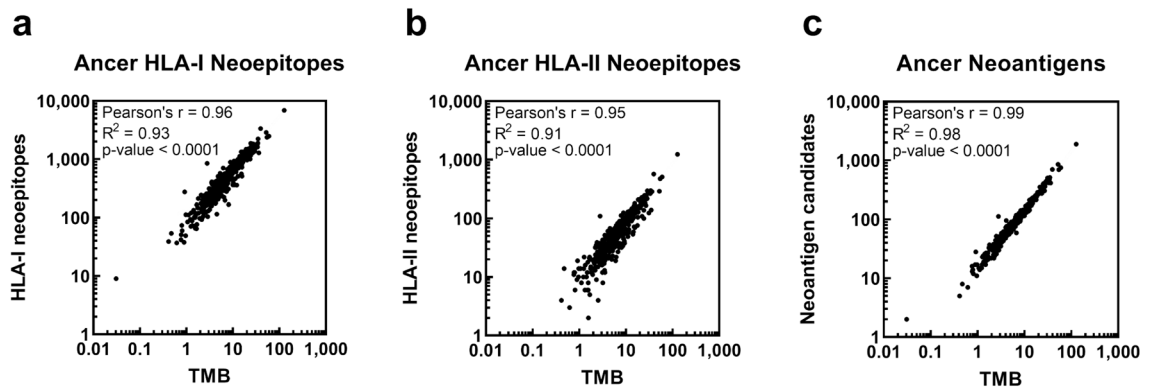 a
Ancer HLA-I Neoepitopes
HLA-I neoepitopes
10,000
1,000
100
10
1
Pearson's r = 0.96
R² = 0.93
p-value < 0.0001
0.01 0.1 1 10 100 1,000
TMB
b
Ancer HLA-II Neoepitopes
HLA-II neoepitopes
10,000
1,000
100
10
1
Pearson's r = 0.95
R² = 0.91
p-value < 0.0001
0.01 0.1 1 10 100 1,000
TMB
c
Ancer Neoantigens
Neoantigen candidates
10,000
1,000
100
10
1
Pearson's r = 0.99
R² = 0.98
p-value < 0.0001
0.01 0.1 1 10 100 1,000
TMB